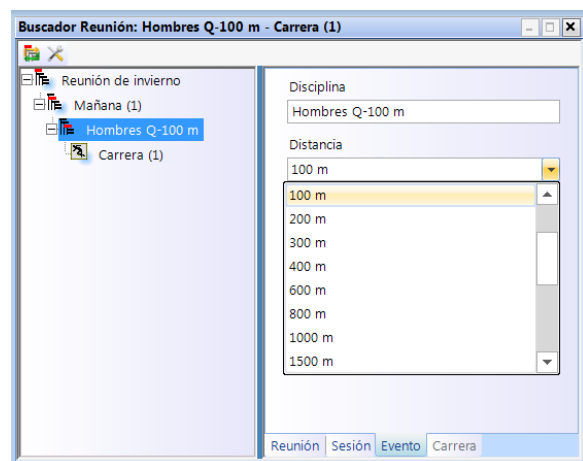 Buscador Reunión: Hombres Q-100 m - Carrera (1)
Reunión de invierno
Mañana (1)
Hombres Q-100 m
Carrera (1)
Disciplina
Hombres Q-100 m
Distancia
100 m
100 m
200 m
300 m
400 m
600 m
800 m
1000 m
1500 m
Reunión Sesión Evento Carrera